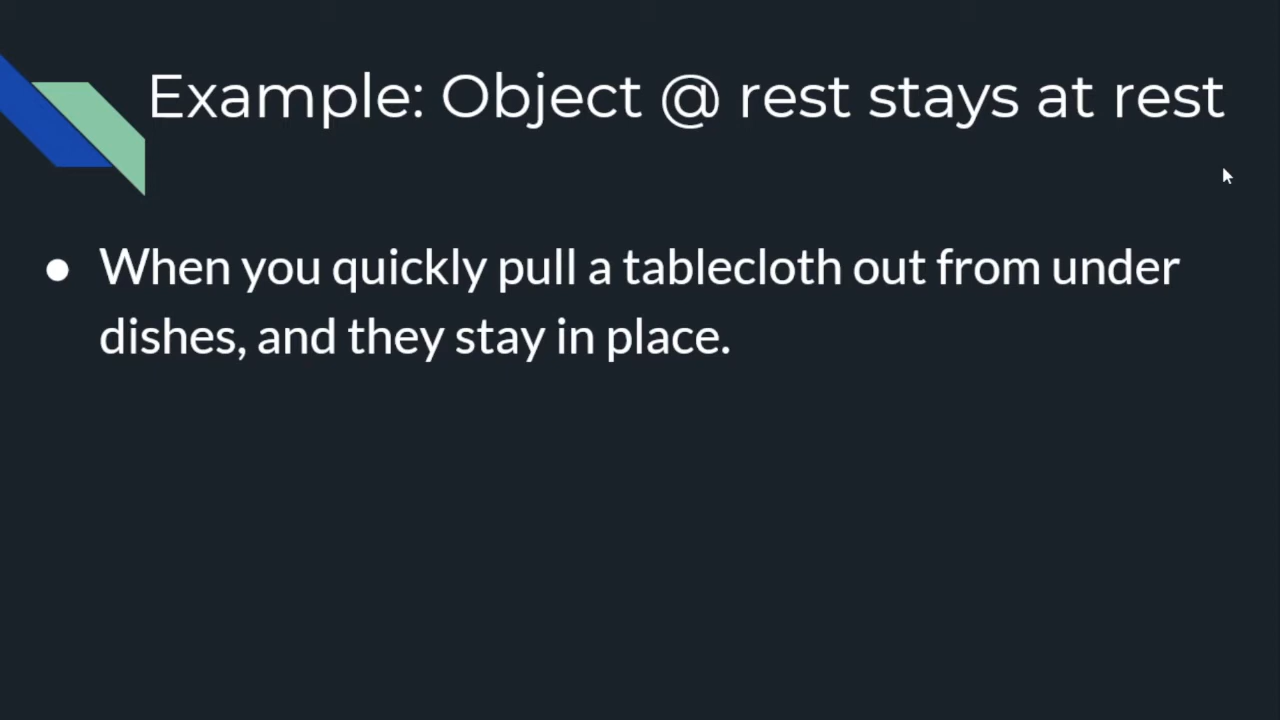 Example: Object @ rest stays at rest
● When you quickly pull a tablecloth out from under
dishes, and they stay in place.